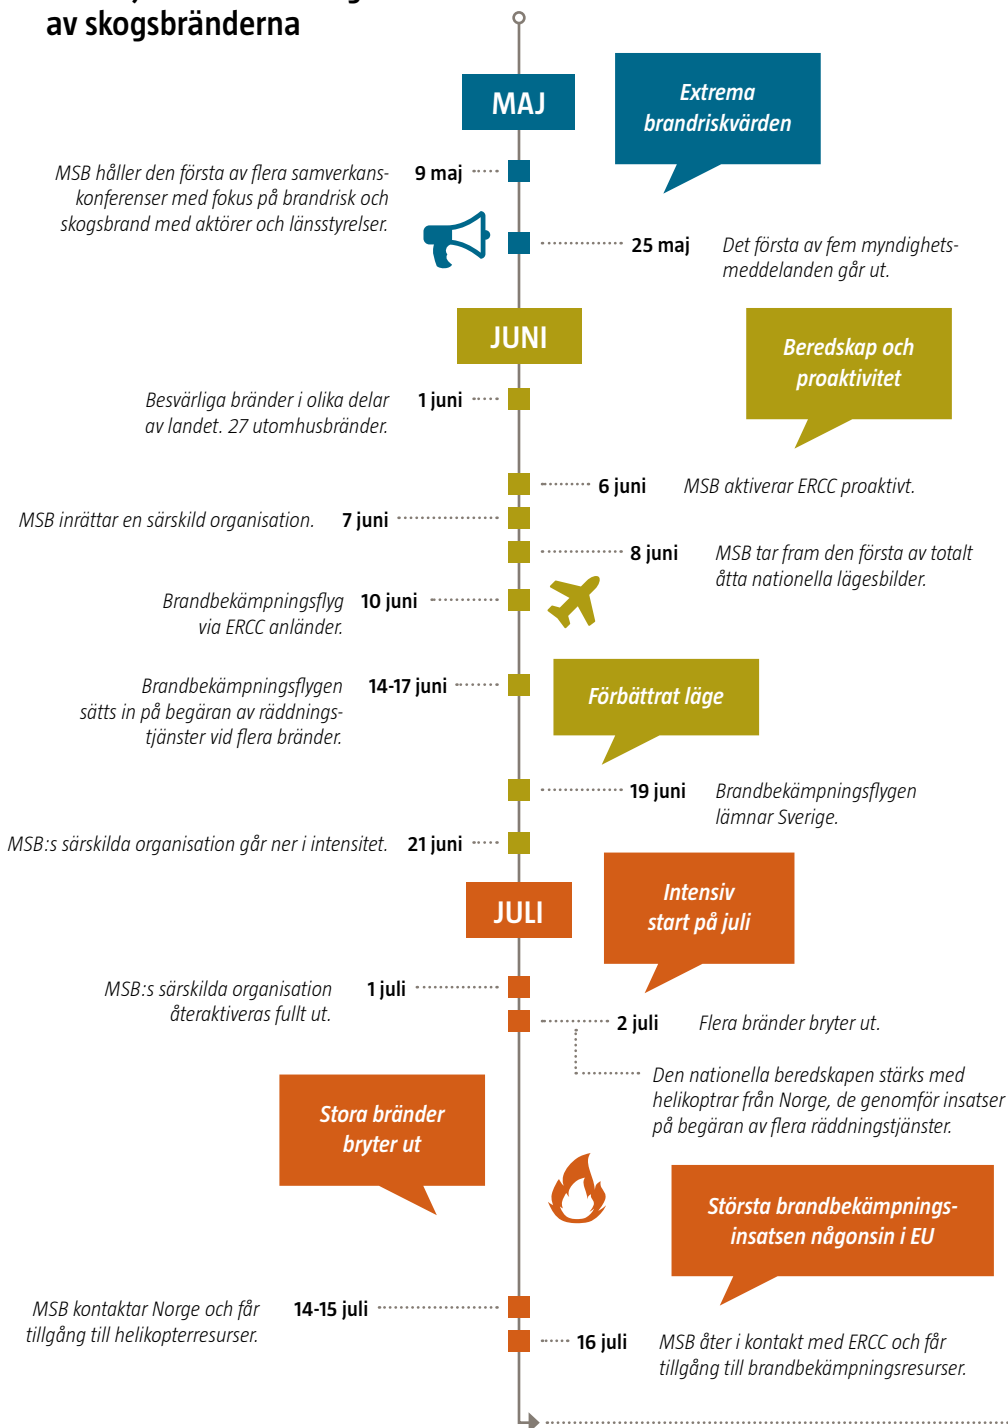 av skogsbränderna
MAJ
Extrema
brandriskvärden
MSB håller den första av flera samverkans-
konferenser med fokus på brandrisk och
skogsbrand med aktörer och länsstyrelser.
9 maj
25 maj
Det första av fem myndighets-
meddelanden går ut.
JUNI
Beredskap och
proaktivitet
Besvärliga bränder i olika delar
av landet. 27 utomhusbränder.
1 juni
6 juni
MSB aktiverar ERCC proaktivt.
MSB inrättar en särskild organisation.
7 juni
8 juni
MSB tar fram den första av totalt
åtta nationella lägesbilder.
Brandbekämpningsflyg
via ERCC anländer.
10 juni
Brandbekämpningsflygen
sätts in på begäran av räddnings-
tjänster vid flera bränder.
14-17 juni
Förbättrat läge
19 juni
Brandbekämpningsflygen
lämnar Sverige.
MSB:s särskilda organisation går ner i intensitet.
21 juni
JULI
Intensiv
start på juli
MSB:s särskilda organisation
återaktiveras fullt ut.
1 juli
2 juli
Flera bränder bryter ut.
Den nationella beredskapen stärks med
helikoptrar från Norge, de genomför insatser
på begäran av flera räddningstjänster.
Stora bränder
bryter ut
Största brandbekämpnings-
insatsen någonsin i EU
MSB kontaktar Norge och får
tillgång till helikopterresurser.
14-15 juli
16 juli
MSB åter i kontakt med ERCC och får
tillgång till brandbekämpningsresurser.